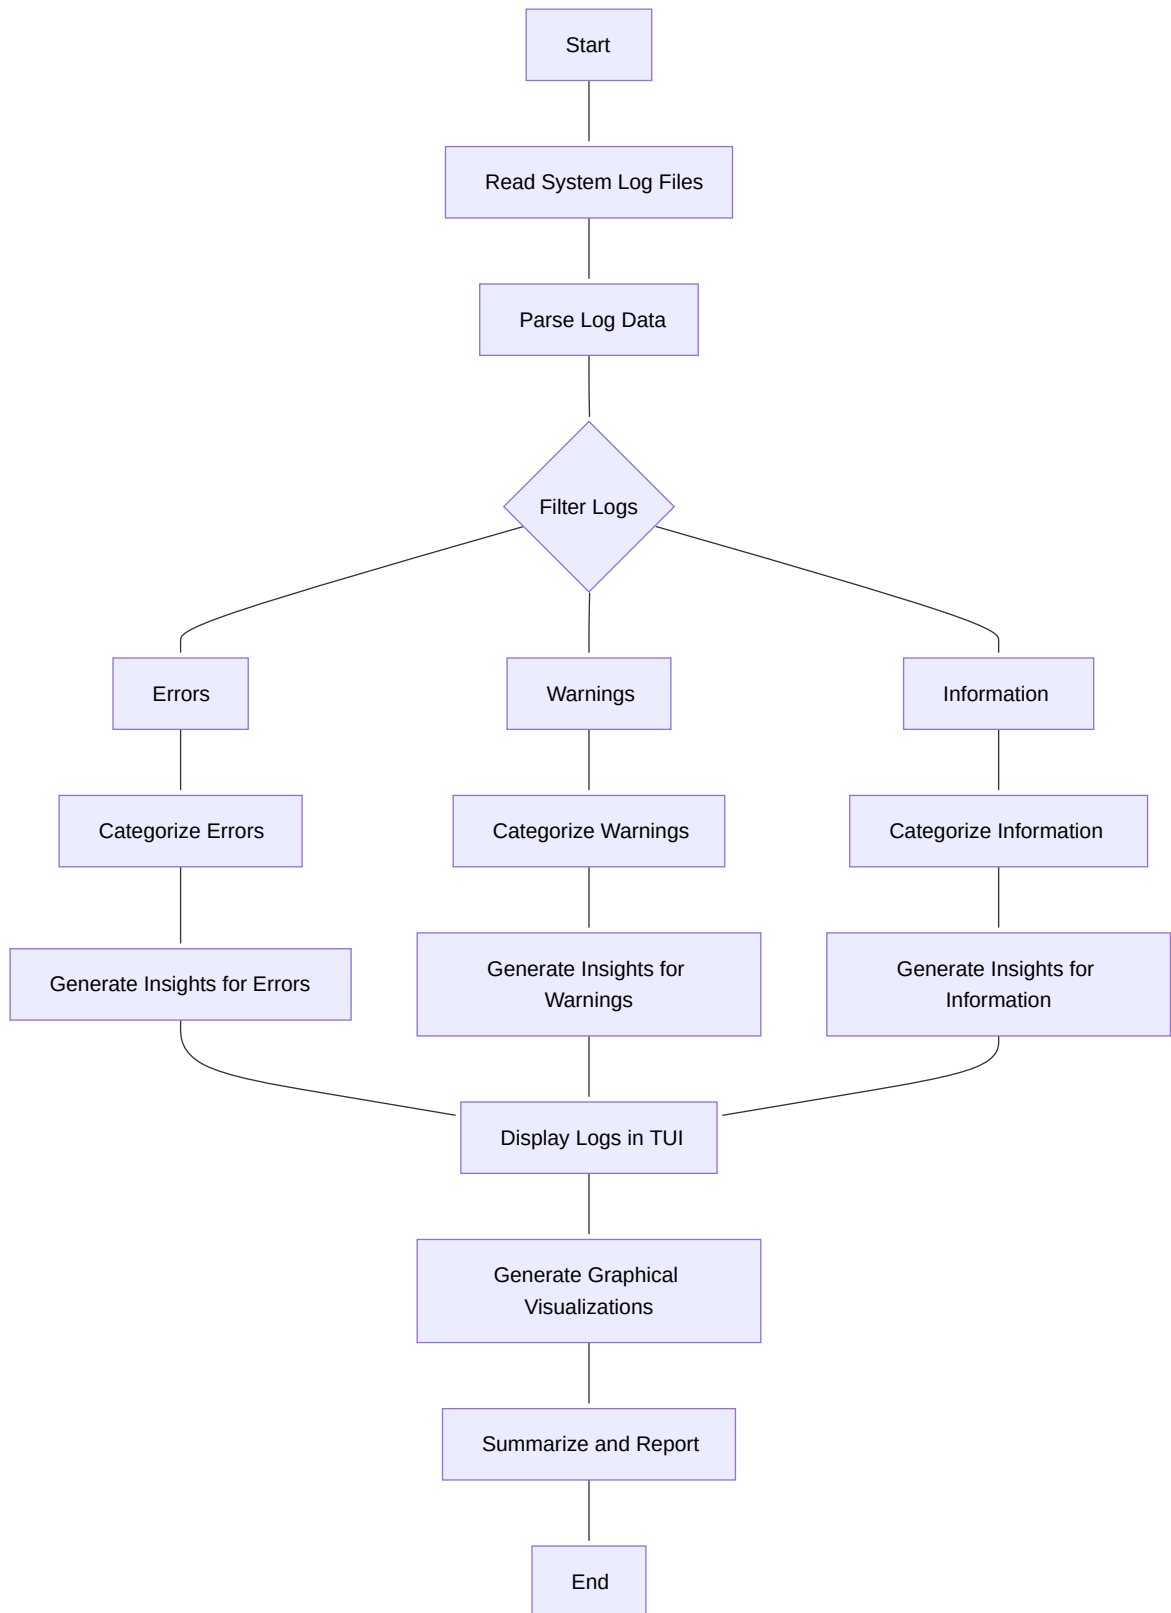 Start
Read System Log Files
Parse Log Data
Filter Logs
Errors
Warnings
Information
Categorize Errors
Categorize Warnings
Categorize Information
Generate Insights for Errors
Generate Insights for
Warnings
Generate Insights for
Information
Display Logs in TUI
Generate Graphical
Visualizations
Summarize and Report
End